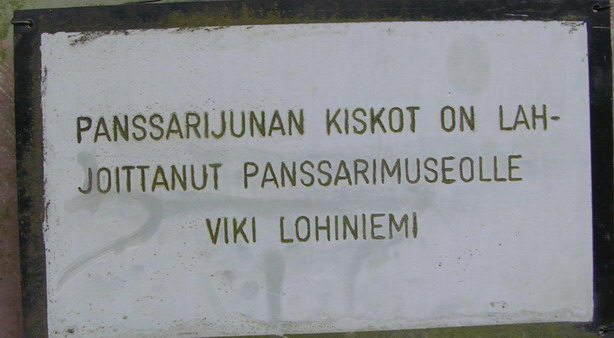 PANSSARIJUNAN KISKOT ON LAH-
JOITTANUT PANSSARIMUSEOLLE
VIKI LOHINIEMI